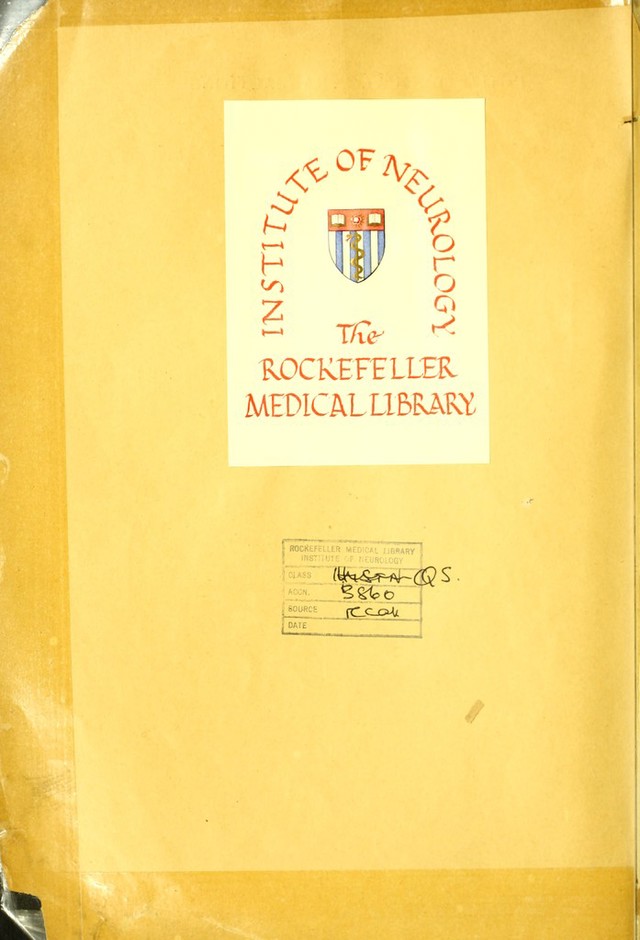 INSTITUTE OF NEUROLOGY
The
ROCKEFELLER
MEDICAL LIBRARY
ROCKEFELLER MEDICAL LIBRARY
INSTITUTE OF NEUROLOGY
CLASS QS.
ACCN. 3860
SOURCE
DATE